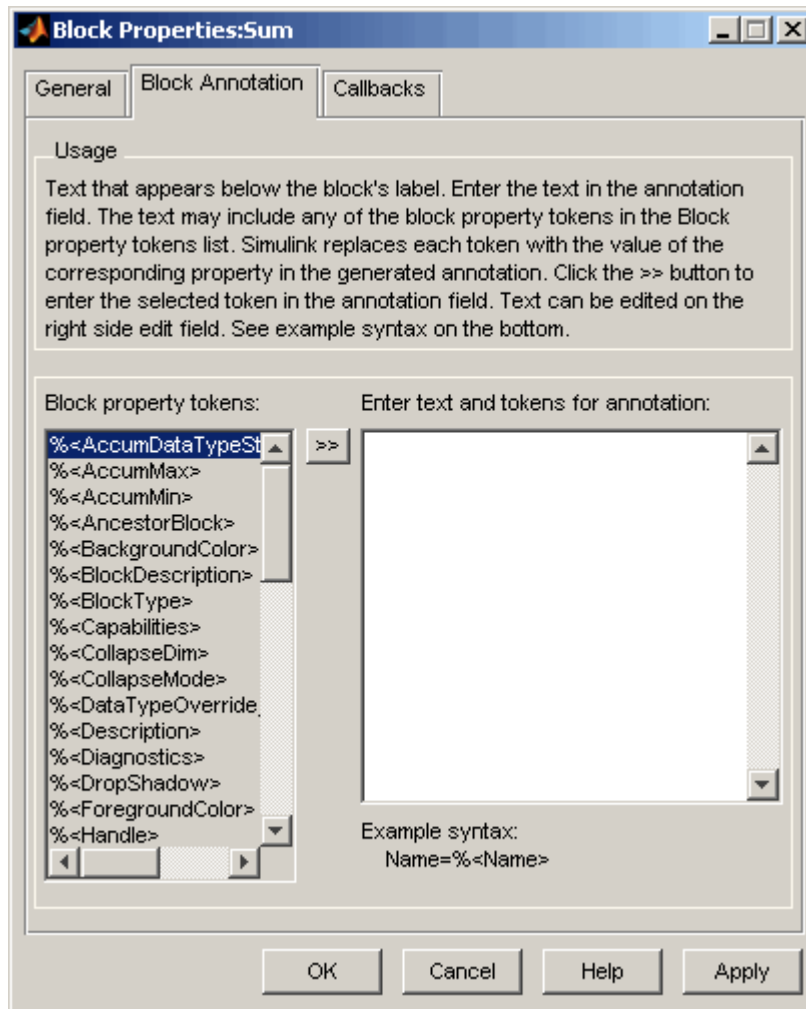 Block Properties:Sum
General
Block Annotation
Callbacks
Usage
Text that appears below the block's label. Enter the text in the annotation
field. The text may include any of the block property tokens in the Block
property tokens list. Simulink replaces each token with the value of the
corresponding property in the generated annotation. Click the >> button to
enter the selected token in the annotation field. Text can be edited on the
right side edit field. See example syntax on the bottom.
Block property tokens:
%<AccumDataTypeSt
%<AccumMax>
%<AccumMin>
%<AncestorBlock>
%<BackgroundColor>
%<BlockDescription>
%<BlockType>
%<Capabilities>
%<CollapseDim>
%<CollapseMode>
%<DataTypeOverride_
%<Description>
%<Diagnostics>
%<DropShadow>
%<ForegroundColor>
%<Handle>
>>
Enter text and tokens for annotation:
Example syntax:
Name=%<Name>
OK
Cancel
Help
Apply